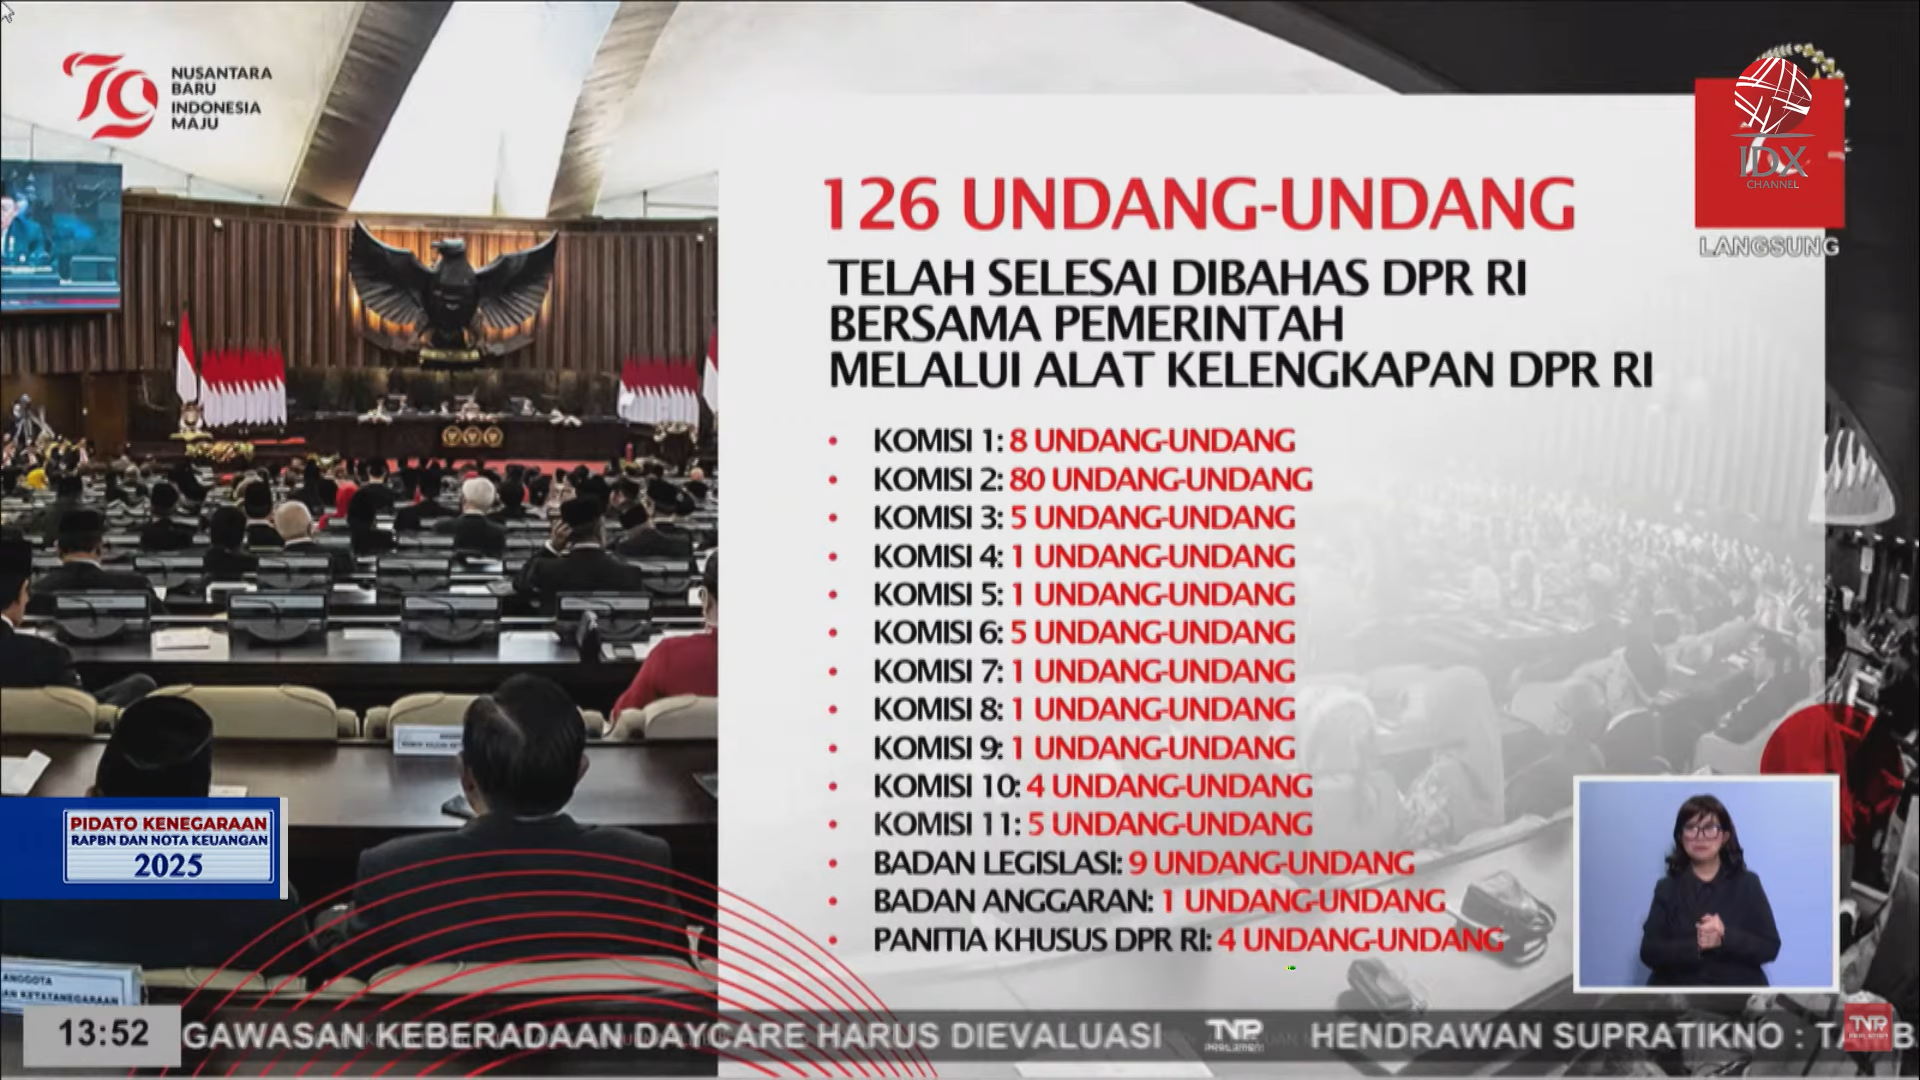 79
NUSANTARA
BARU
INDONESIA
MAJU
IDX
CHANNEL
LANGSUNG
126 UNDANG-UNDANG
TELAH SELESAI DIBAHAS DPR RI
BERSAMA PEMERINTAH
MELALUI ALAT KELENGKAPAN DPR RI
• KOMISI 1: 8 UNDANG-UNDANG
• KOMISI 2: 80 UNDANG-UNDANG
• KOMISI 3: 5 UNDANG-UNDANG
• KOMISI 4: 1 UNDANG-UNDANG
• KOMISI 5: 1 UNDANG-UNDANG
• KOMISI 6: 5 UNDANG-UNDANG
• KOMISI 7: 1 UNDANG-UNDANG
• KOMISI 8: 1 UNDANG-UNDANG
• KOMISI 9: 1 UNDANG-UNDANG
• KOMISI 10: 4 UNDANG-UNDANG
• KOMISI 11: 5 UNDANG-UNDANG
• BADAN LEGISLASI: 9 UNDANG-UNDANG
• BADAN ANGGARAN: 1 UNDANG-UNDANG
• PANITIA KHUSUS DPR RI: 4 UNDANG-UNDANG
PIDATO KENEGARAAN
RAPBN DAN NOTA KEUANGAN
2025
ANGGOTA
AN KETATANEGARAAN
13:52
GAWASAN KEBERADAAN DAYCARE HARUS DIEVALUASI TVP HENDRAWAN SUPRATIKNO :